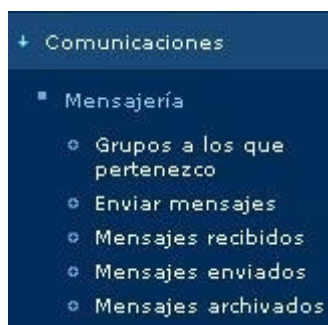 Comunicaciones
Mensajería
Grupos a los que
pertenezco
Enviar mensajes
Mensajes recibidos
Mensajes enviados
Mensajes archivados